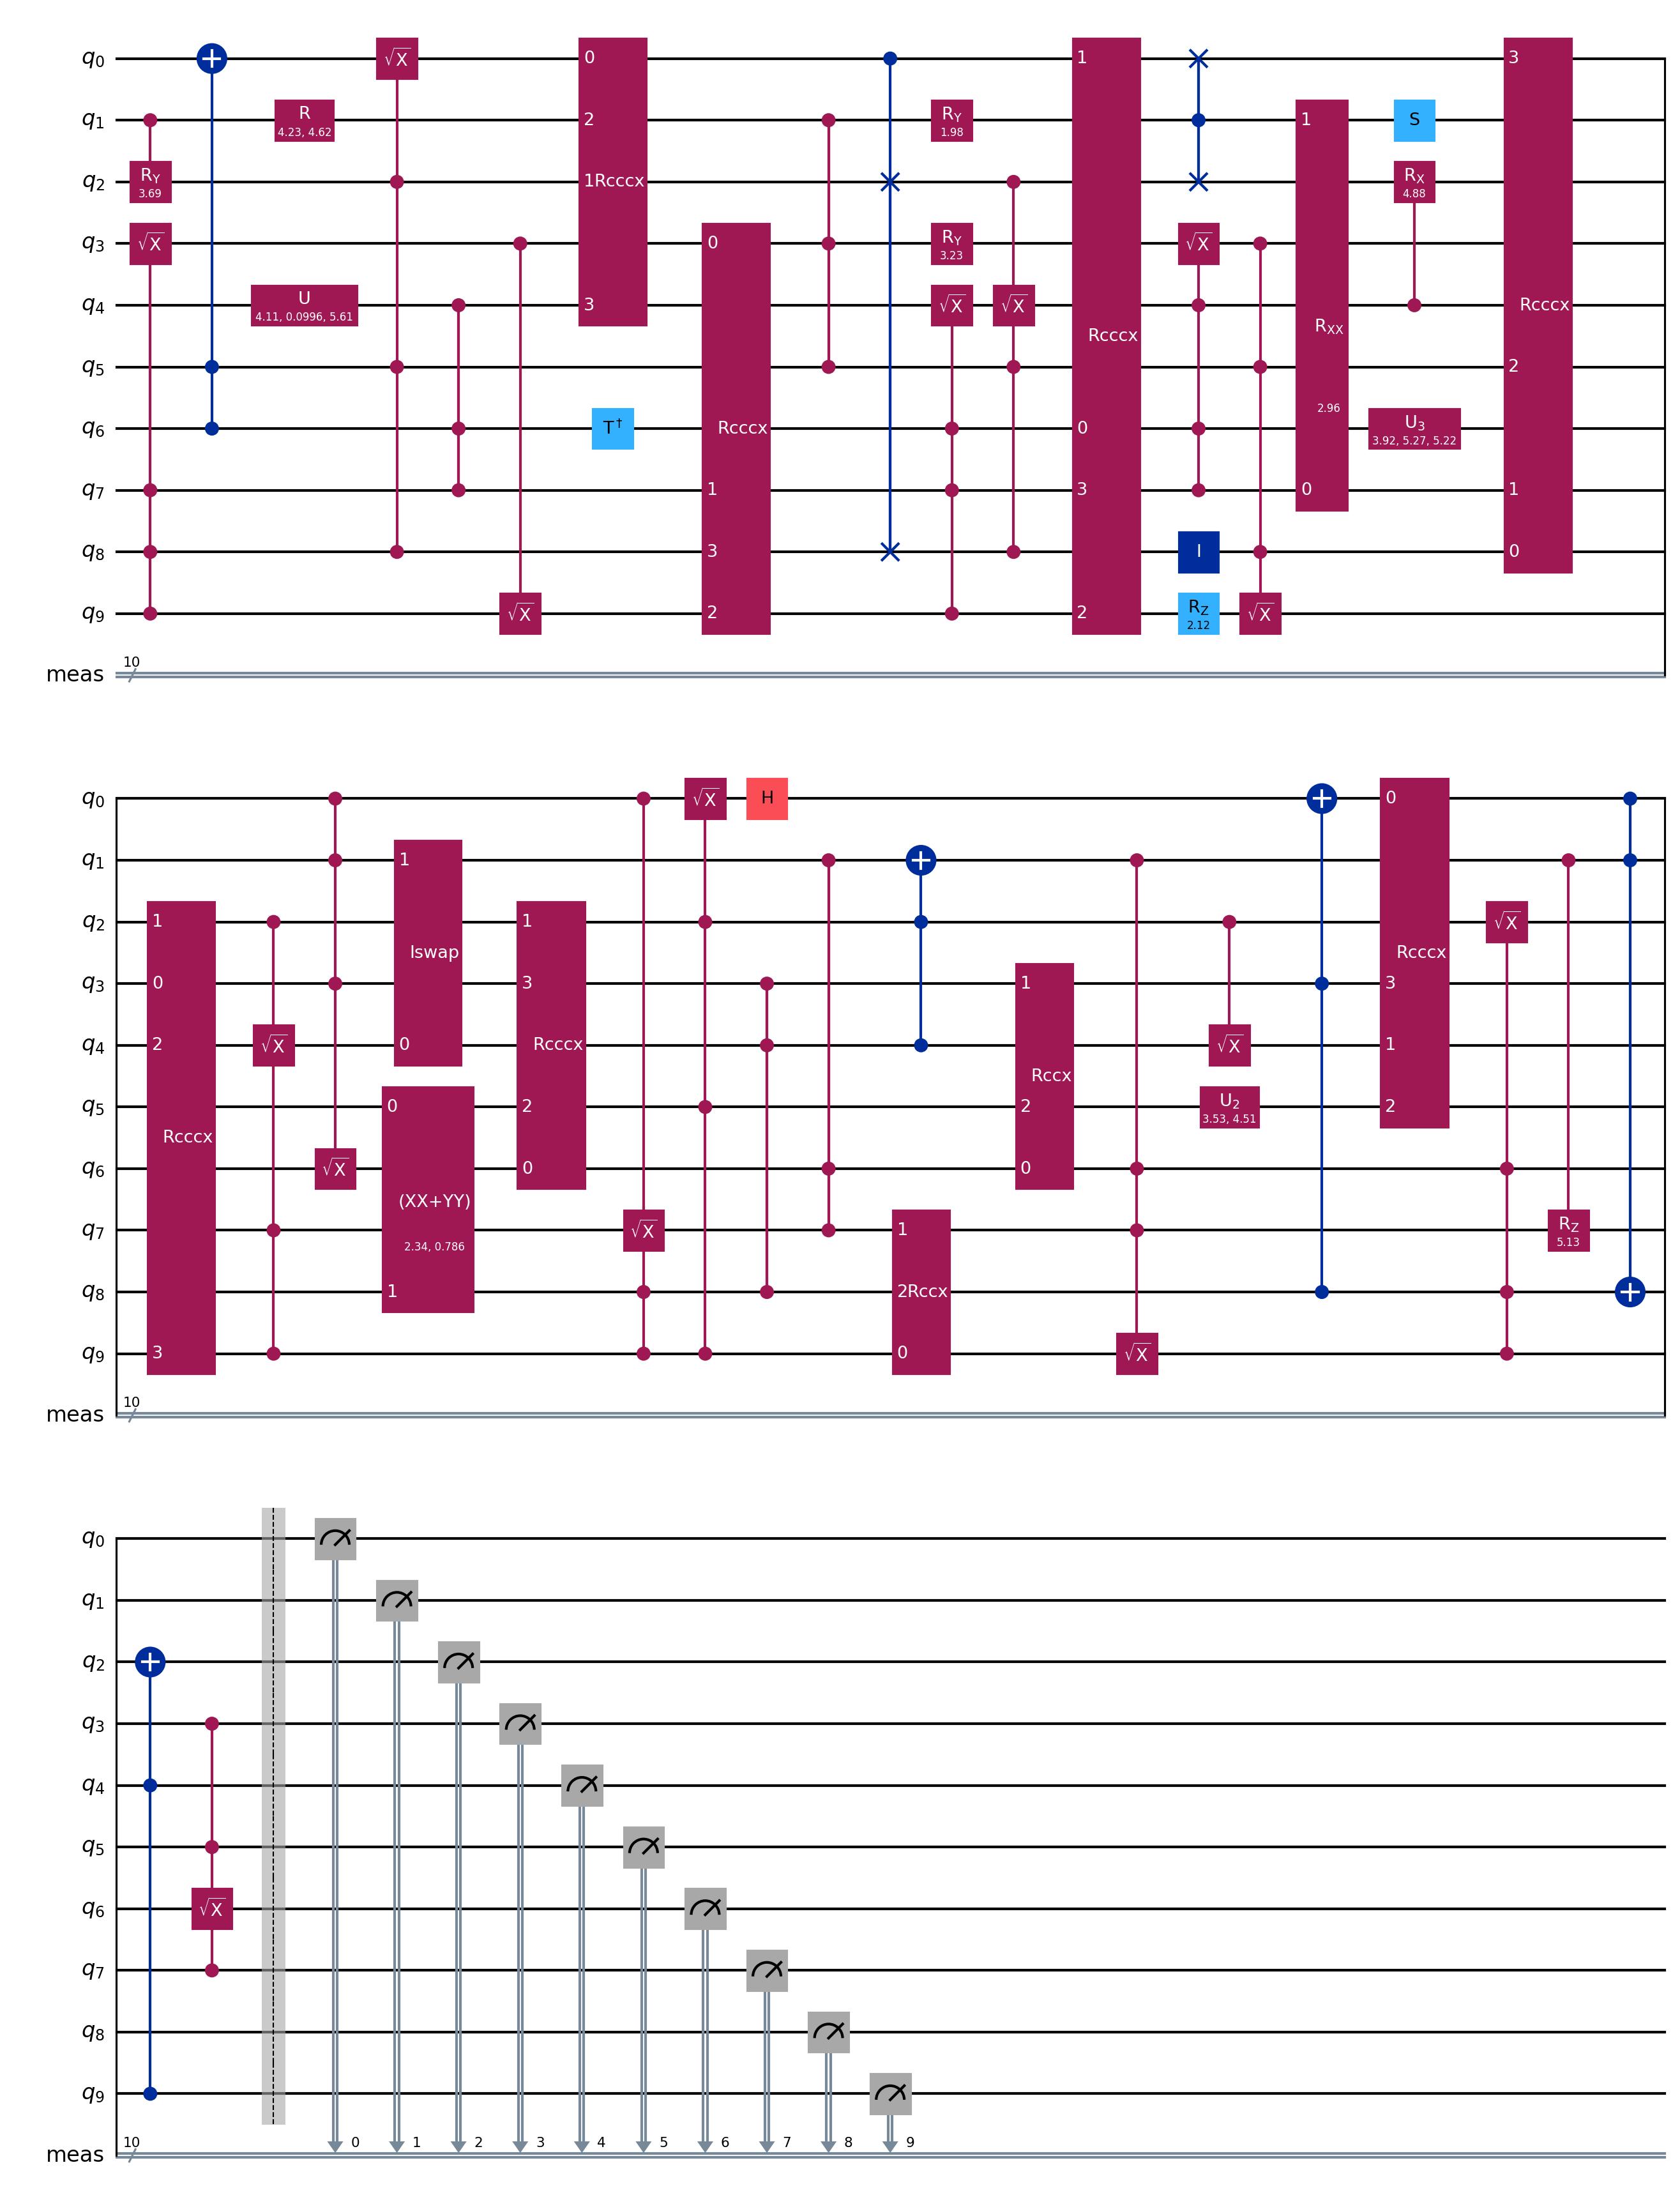 q0 √X 0 1 × 3
q1 R 4.23, 4.62 2 RY 1.98 1 S
q2 RY 3.69 1Rcccx RX 4.88
q3 √X 0 RY 3.23 √X
q4 U 4.11, 0.0996, 5.61 3 √X √X Rcccx RXX Rcccx
q5 2
q6 T† Rcccx 0 2.96 U3 3.92, 5.27, 5.22
q7 1 3 0 1
q8 3 I 0
q9 √X 2 2 RZ 2.12 √X
meas 10
q0 √X H 0
q1 1
q2 1 Iswap 1 Rcccx √X
q3 0 3 1 3
q4 2 √X 0 Rcccx Rccx √X 1
q5 Rcccx 0 2 2 U2 3.53, 4.51 2
q6 √X (XX+YY) 0 0
q7 2.34, 0.786 √X 1 RZ 5.13
q8 1 2Rccx
q9 3 0 √X
meas 10
q0
q1
q2
q3
q4
q5
q6 √X
q7
q8
q9
meas 10 0 1 2 3 4 5 6 7 8 9